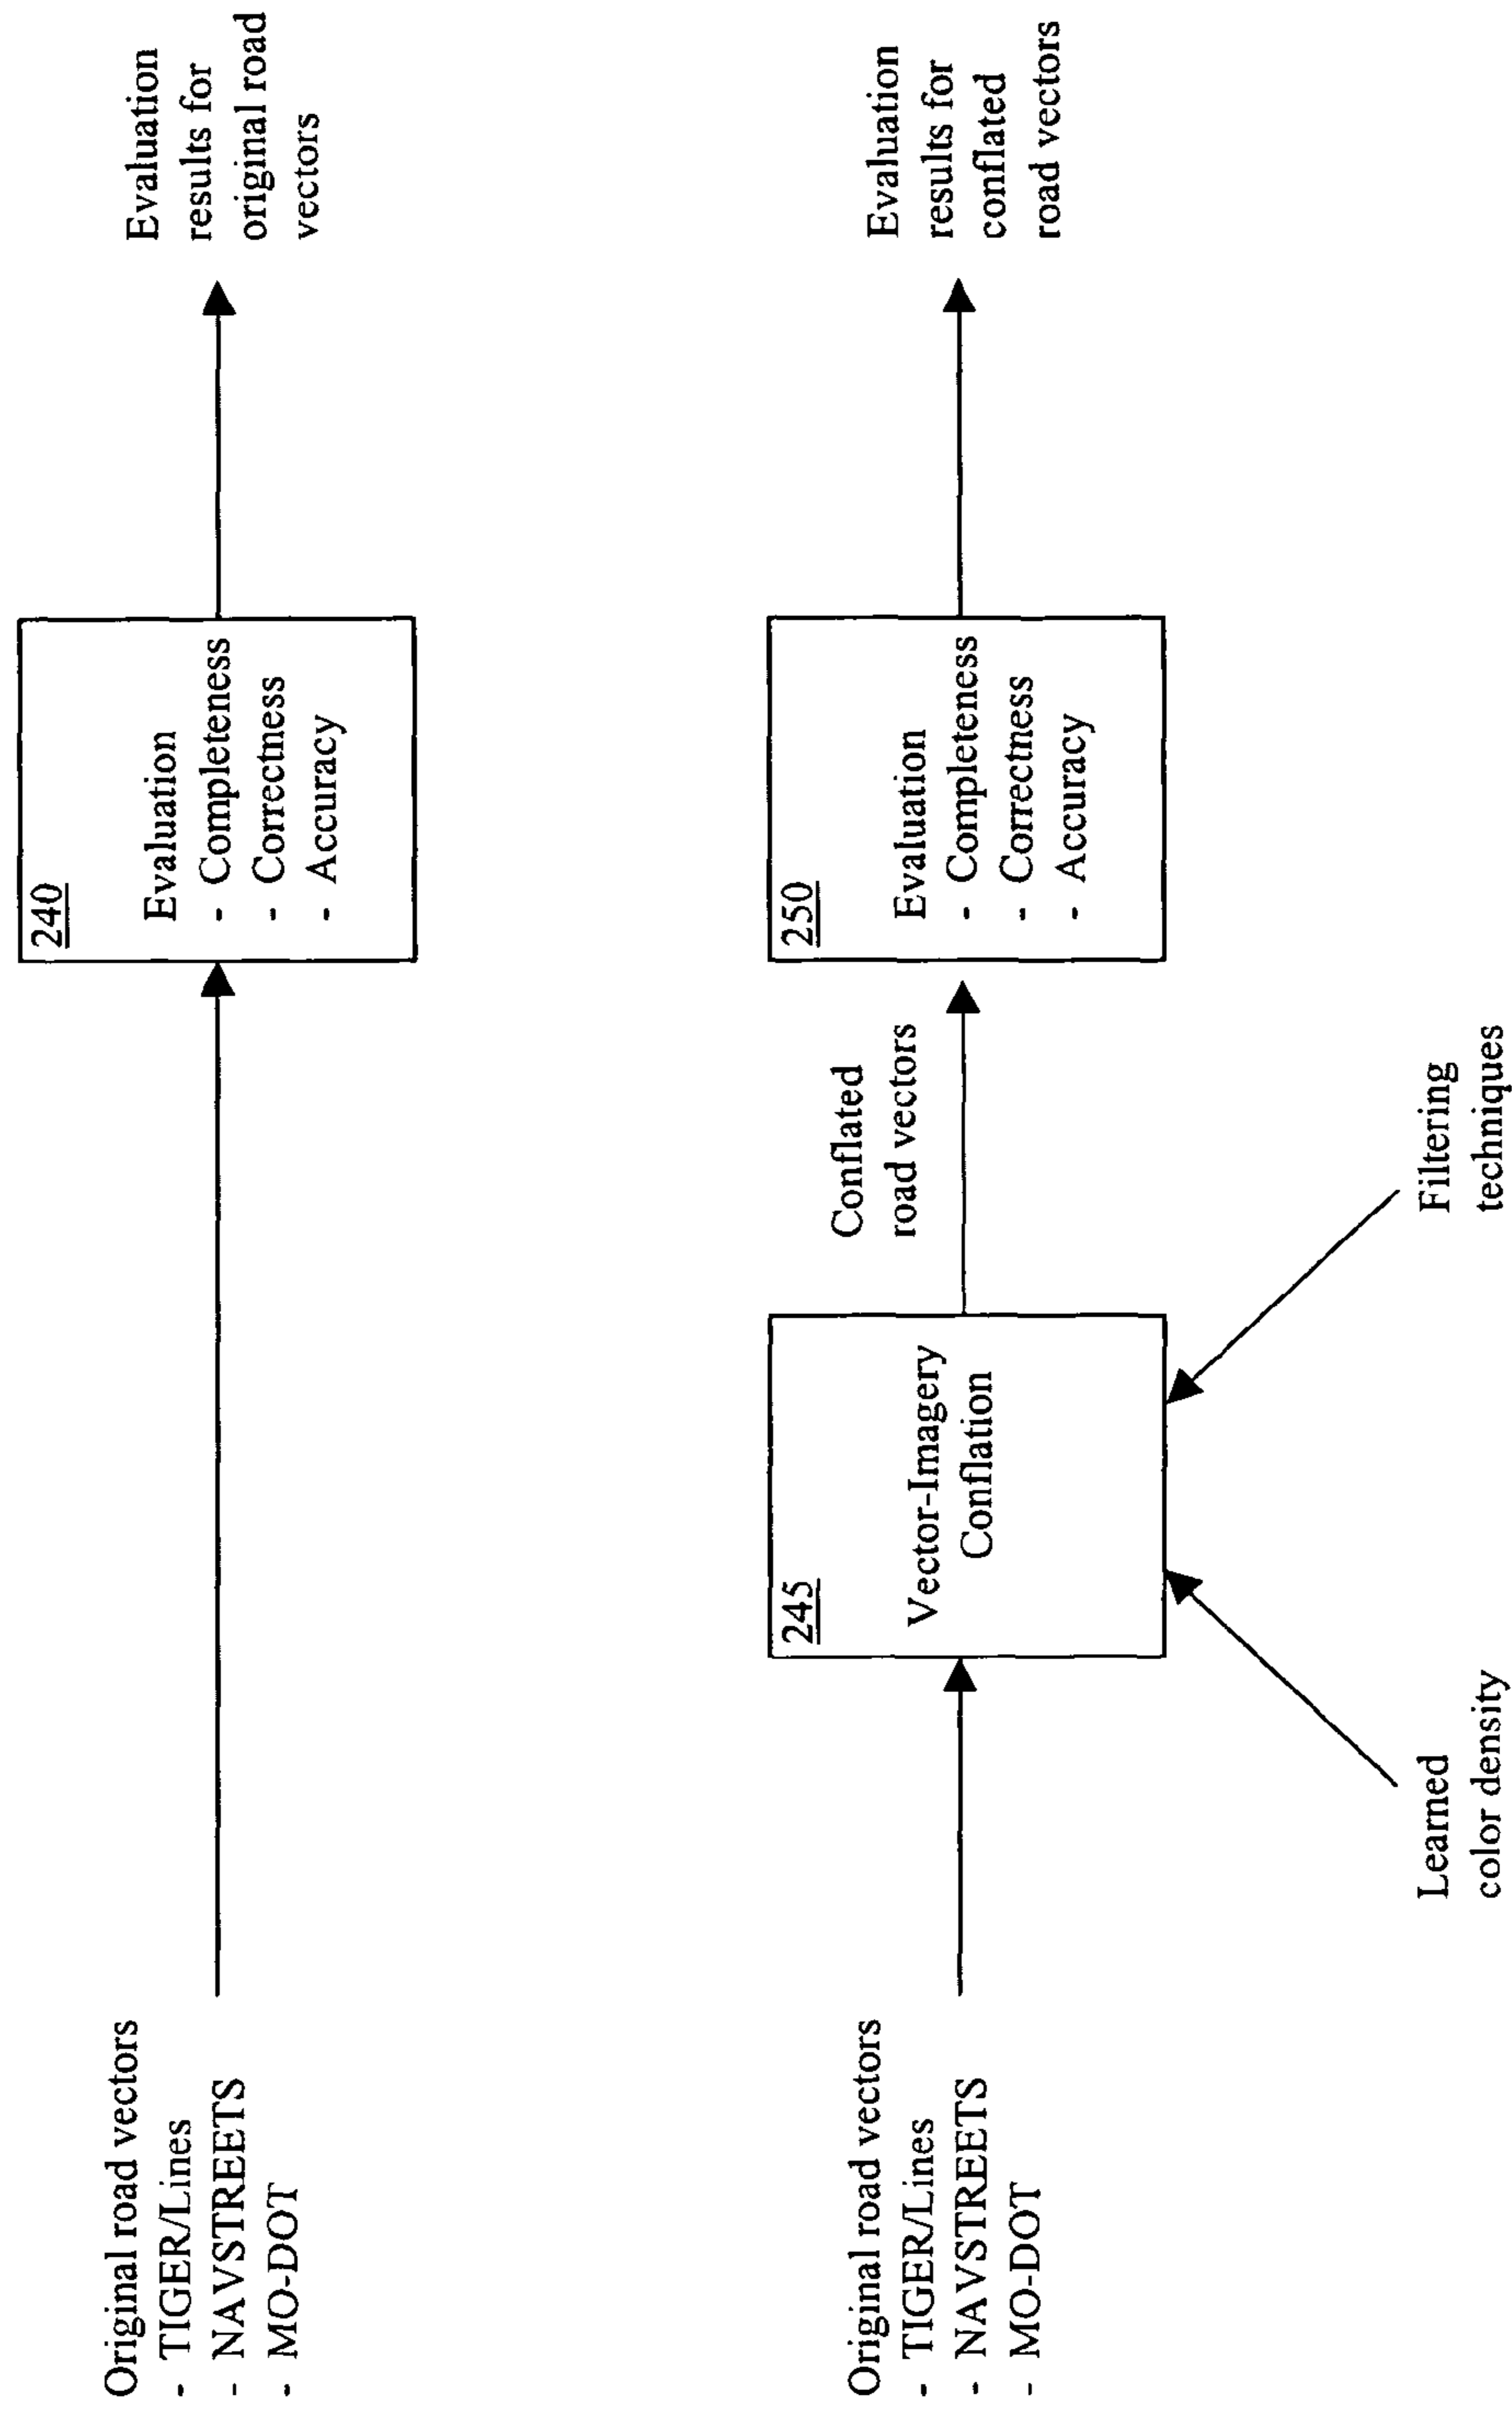 Original road vectors
- TIGER/Lines
- NAVSTREETS
- MO-DOT
240
Evaluation
- Completeness
- Correctness
- Accuracy
Evaluation
results for
original road
vectors
Original road vectors
- TIGER/Lines
- NAVSTREETS
- MO-DOT
245
Vector-Imagery
Conflation
Learned
color density
Filtering
techniques
Conflated
road vectors
250
Evaluation
- Completeness
- Correctness
- Accuracy
Evaluation
results for
conflated
road vectors